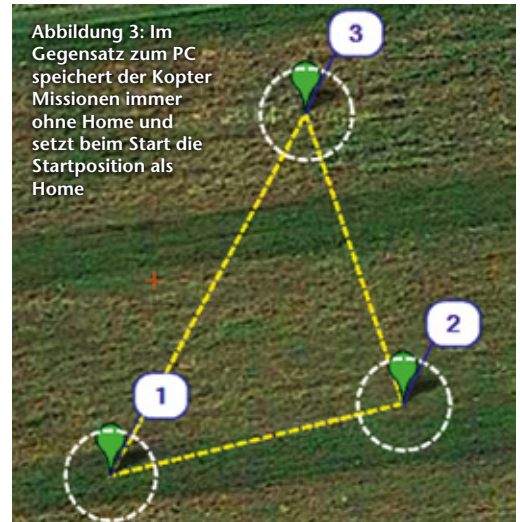 Abbildung 3: Im
Gegensatz zum PC
speichert der Kopter
Missionen immer
ohne Home und
setzt beim Start die
Startposition als
Home
3
2
1